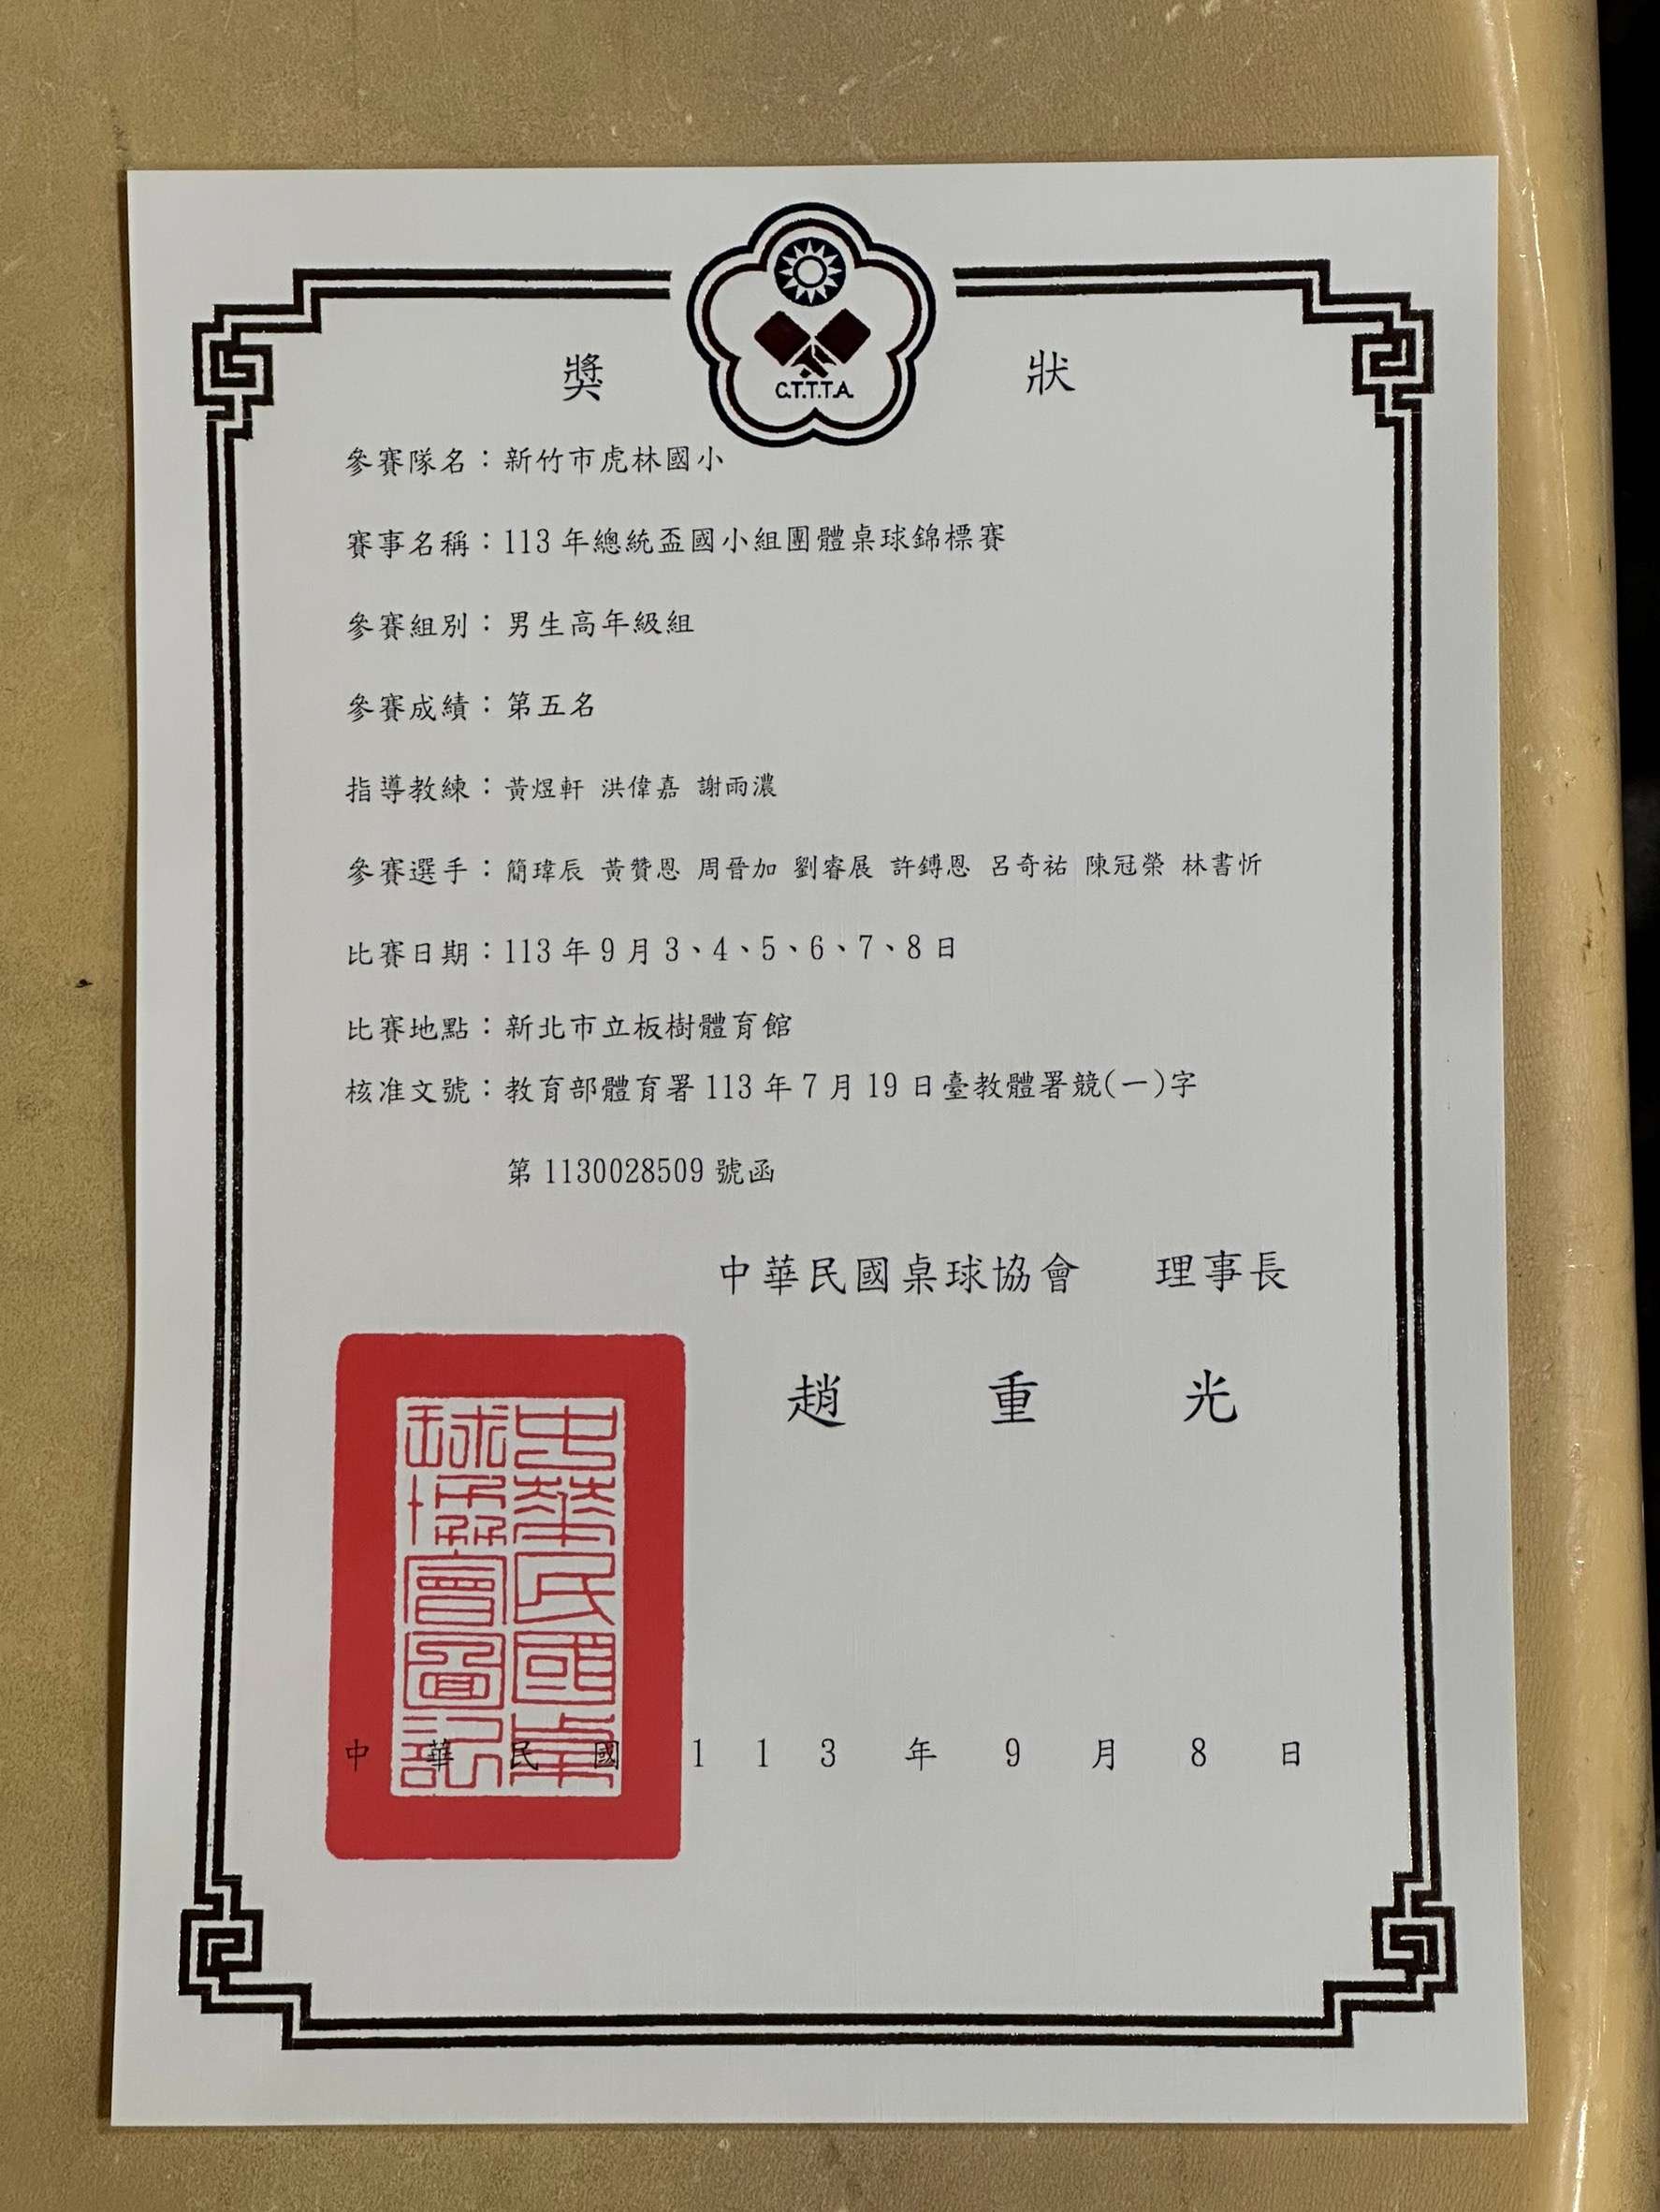 獎狀
C.T.T.T.A.
參賽隊名：新竹市虎林國小
賽事名稱：113年總統盃國小組團體桌球錦標賽
參賽組別：男生高年級組
參賽成績：第五名
指導教練：黃煜軒 洪偉嘉 謝雨濃
參賽選手：簡瑋辰 黃贊恩 周晉加 劉睿展 許鎛恩 呂奇祐 陳冠榮 林書忻
比賽日期：113年9月3、4、5、6、7、8日
比賽地點：新北市立板樹體育館
核准文號：教育部體育署113年7月19日臺教體署競(一)字
第1130028509號函
中華民國桌球協會 理事長
趙重光
中華民國桌
球協會圖記
中華民國113年9月8日